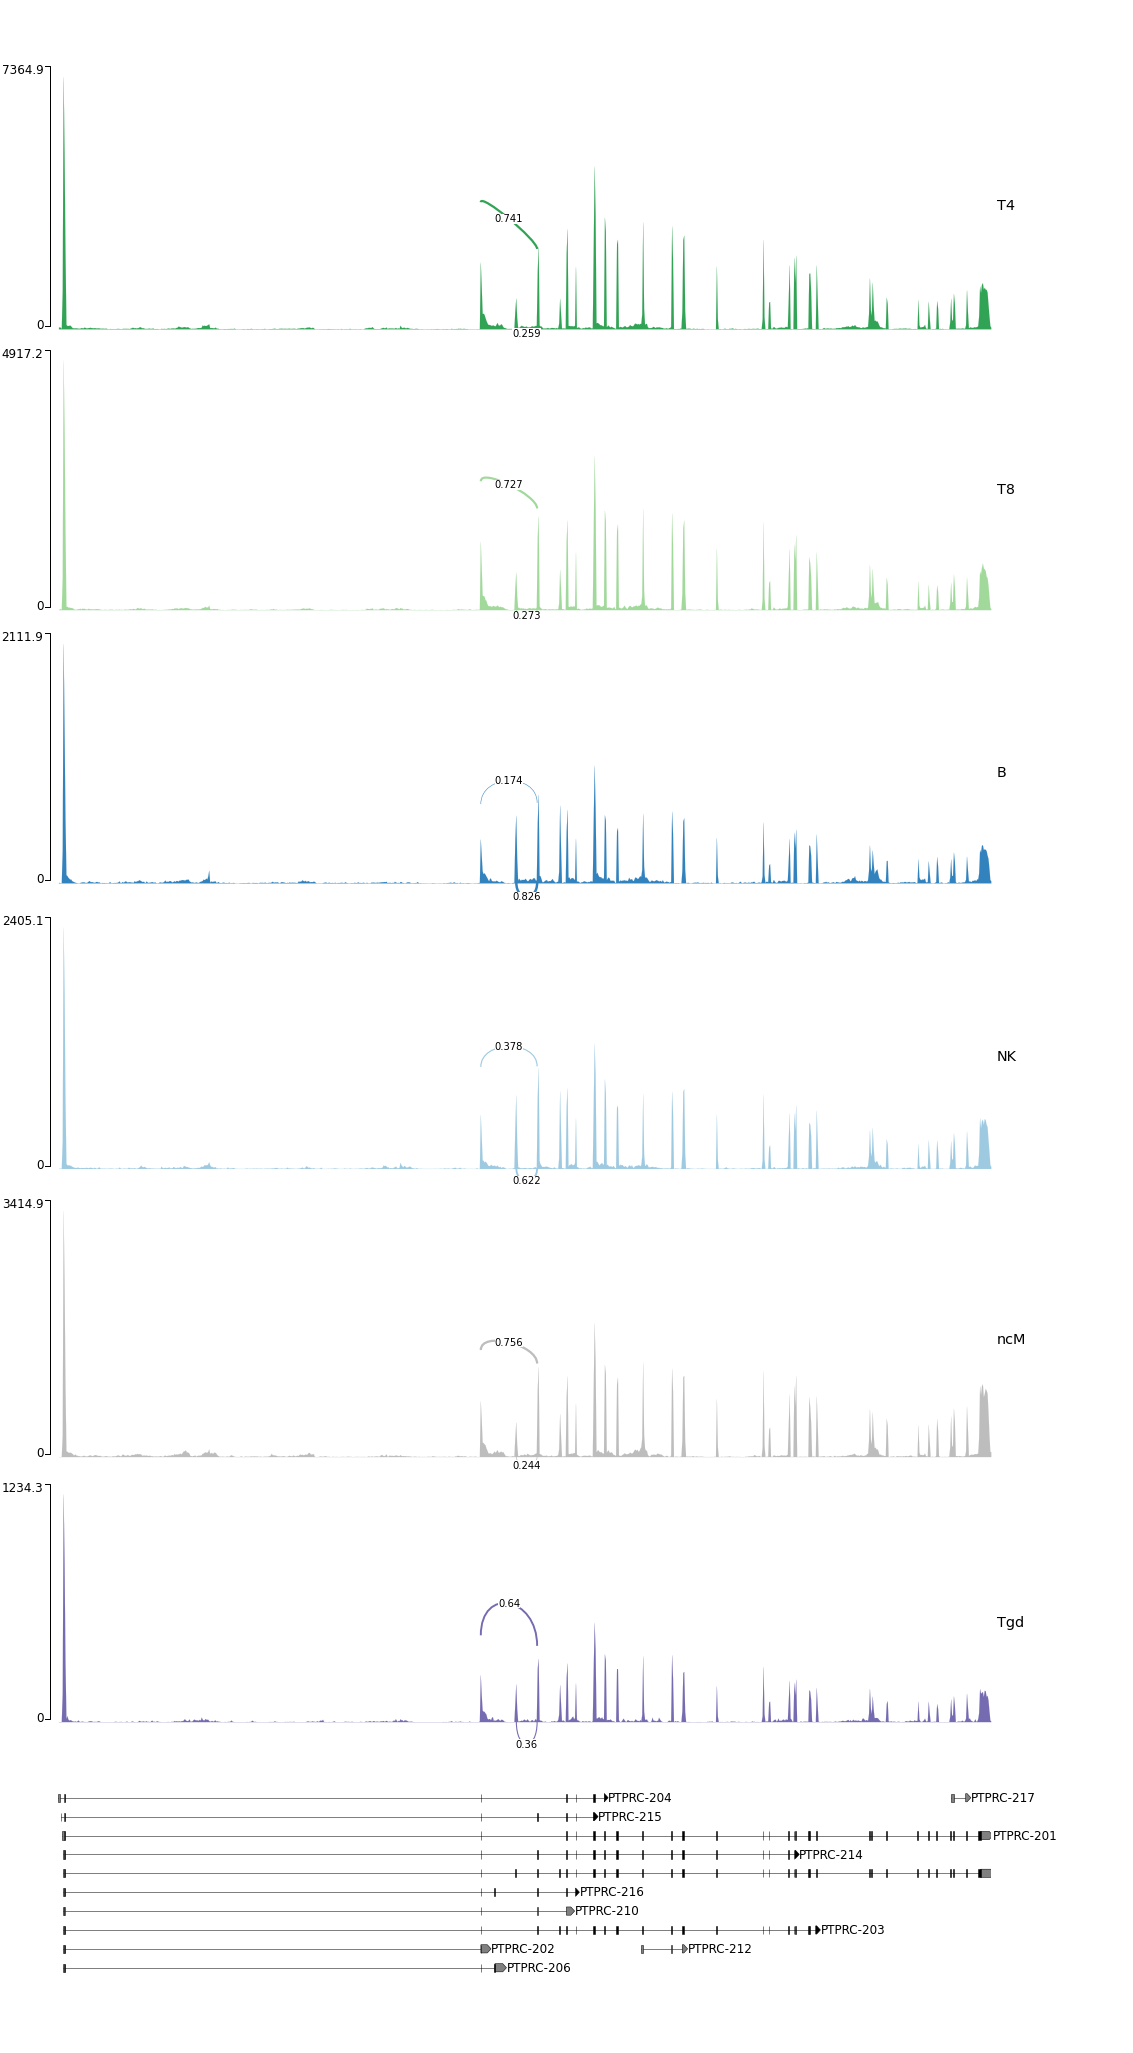 7364.9
T4
0.741
0
0.259
4917.2
T8
0.727
0
0.273
2111.9
B
0.174
0
0.826
2405.1
NK
0.378
0
0.622
3414.9
ncM
0.756
0
0.244
1234.3
Tgd
0.64
0
0.36
PTPRC-204 PTPRC-217
PTPRC-215
PTPRC-201
PTPRC-214
PTPRC-216
PTPRC-210
PTPRC-203
PTPRC-202 PTPRC-212
PTPRC-206